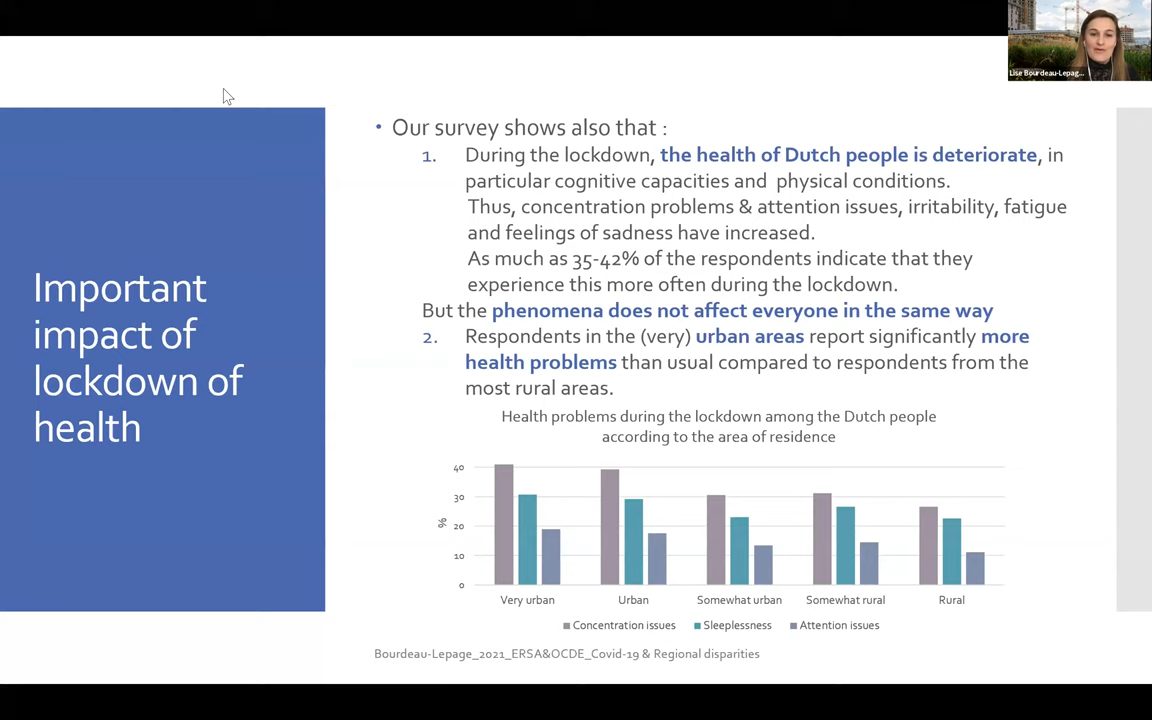 Lise Bourdeau-Lepag...
Important
impact of
lockdown of
health
• Our survey shows also that :
1. During the lockdown, the health of Dutch people is deteriorate, in
particular cognitive capacities and physical conditions.
Thus, concentration problems & attention issues, irritability, fatigue
and feelings of sadness have increased.
As much as 35-42% of the respondents indicate that they
experience this more often during the lockdown.
But the phenomena does not affect everyone in the same way
2. Respondents in the (very) urban areas report significantly more
health problems than usual compared to respondents from the
most rural areas.
Health problems during the lockdown among the Dutch people
according to the area of residence
40
30
%
20
10
0
Very urban Urban Somewhat urban Somewhat rural Rural
Concentration issues Sleeplessness Attention issues
Bourdeau-Lepage_2021_ERSA&OCDE_Covid-19 & Regional disparities